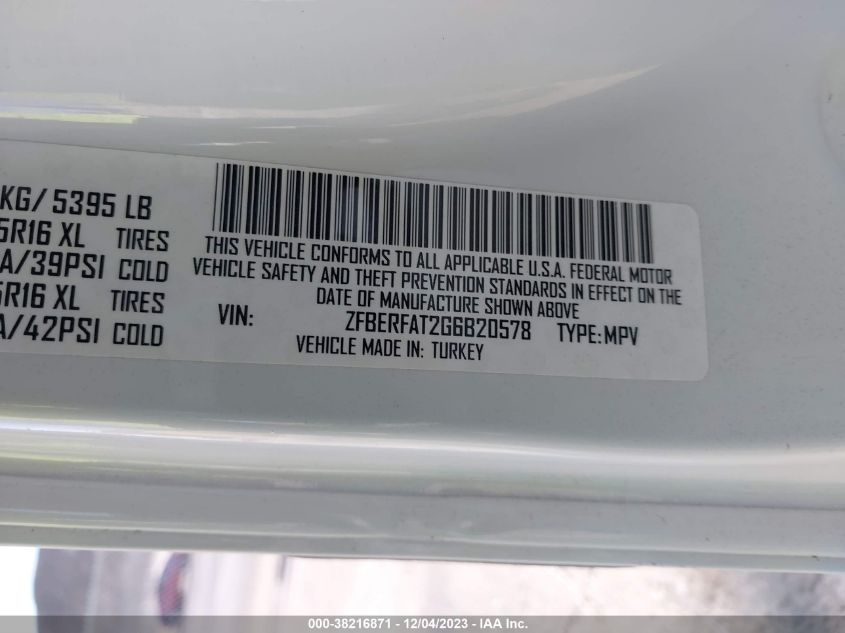 KG/ 5395 LB
5R16 XL TIRES
A/39PSI COLD
5R16 XL TIRES
A/42PSI COLD
THIS VEHICLE CONFORMS TO ALL APPLICABLE U.S.A. FEDERAL MOTOR
VEHICLE SAFETY AND THEFT PREVENTION STANDARDS IN EFFECT ON THE
DATE OF MANUFACTURE SHOWN ABOVE
VIN: ZFBERFAT2G6B20578 TYPE:MPV
VEHICLE MADE IN: TURKEY
000-38216871 - 12/04/2023 - IAA Inc.